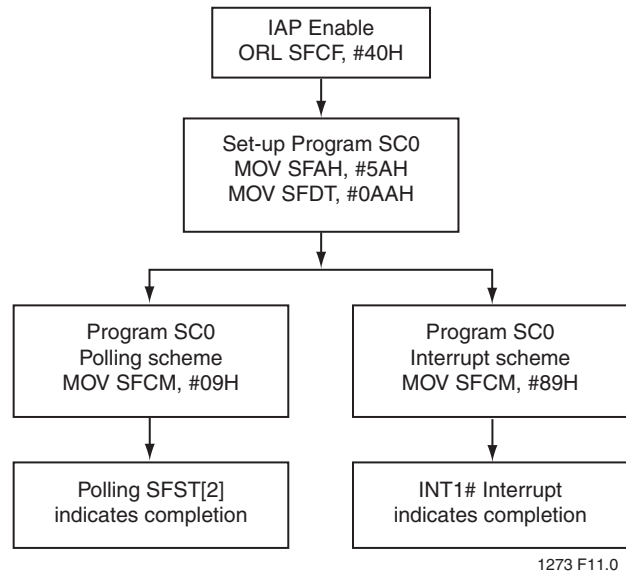 IAP Enable
ORL SFCF, #40H
Set-up Program SC0
MOV SFAH, #5AH
MOV SFDT, #0AAH
Program SC0
Polling scheme
MOV SFCM, #09H
Program SC0
Interrupt scheme
MOV SFCM, #89H
Polling SFST[2]
indicates completion
INT1# Interrupt
indicates completion
1273 F11.0